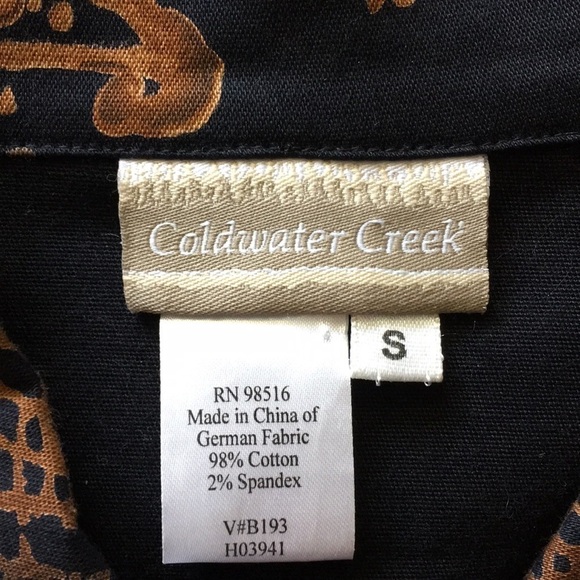 Coldwater Creek
S
RN 98516
Made in China of
German Fabric
98% Cotton
2% Spandex
V#B193
H03941